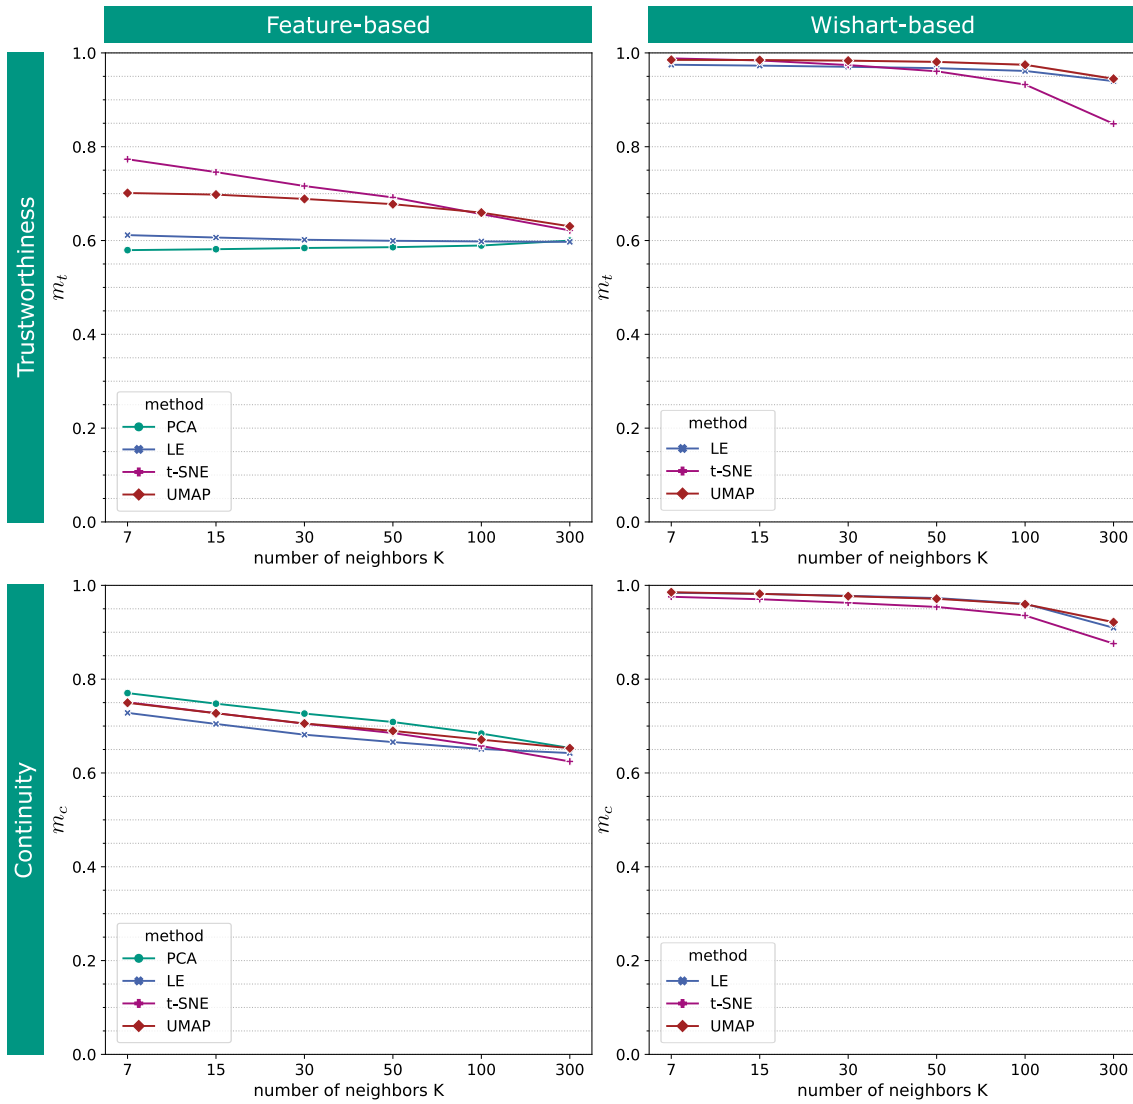 Feature-based
Wishart-based
Trustworthiness
1.0
0.8
0.6
0.4
0.2
0.0
m_t
method
PCA
LE
t-SNE
UMAP
7 15 30 50 100 300
number of neighbors K
1.0
0.8
0.6
0.4
0.2
0.0
m_t
method
LE
t-SNE
UMAP
7 15 30 50 100 300
number of neighbors K
Continuity
1.0
0.8
0.6
0.4
0.2
0.0
m_c
method
PCA
LE
t-SNE
UMAP
7 15 30 50 100 300
number of neighbors K
1.0
0.8
0.6
0.4
0.2
0.0
m_c
method
LE
t-SNE
UMAP
7 15 30 50 100 300
number of neighbors K